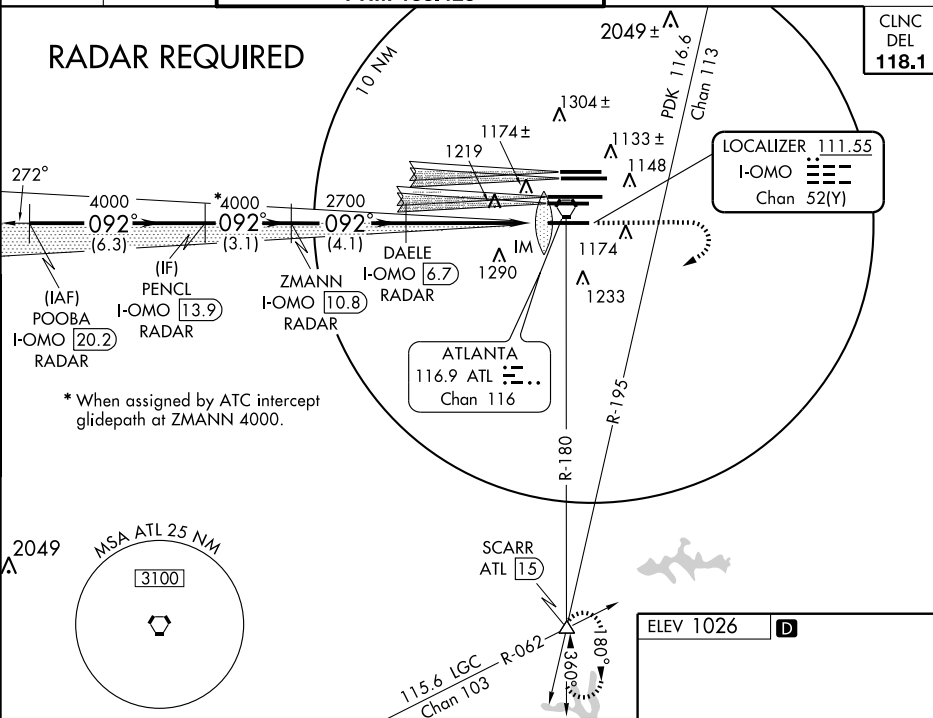 RADAR REQUIRED
10 NM
2049 ±
PDK 116.6
Chan 113
CLNC
DEL
118.1
1304 ±
1174 ±
1219
1133 ±
1148
LOCALIZER 111.55
I-OMO
Chan 52(Y)
272°
4000
092°
(6.3)
*4000
092°
(3.1)
2700
092°
(4.1)
IM
1174
1290
1233
(IAF)
POOBA
I-OMO 20.2
RADAR
(IF)
PENCL
I-OMO 13.9
RADAR
ZMANN
I-OMO 10.8
RADAR
DAELE
I-OMO 6.7
RADAR
ATLANTA
116.9 ATL
Chan 116
* When assigned by ATC intercept
glidepath at ZMANN 4000.
R-195
R-180
2049
MSA ATL 25 NM
3100
SCARR
ATL 15
115.6 LGC R-062
Chan 103
360°
180°
ELEV 1026 D